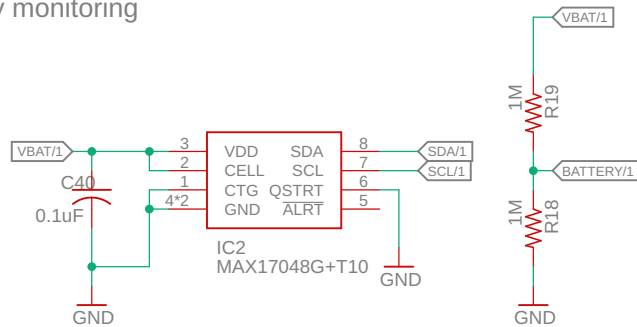 monitoring
VBAT/1
1M
R19
BATTERY/1
1M
R18
GND
VBAT/1
C40
0.1uF
GND
3 VDD SDA 8 SDA/1
2 CELL SCL 7 SCL/1
1 CTG QSTRT 6
4*2 GND ALRT 5
IC2
MAX17048G+T10
GND